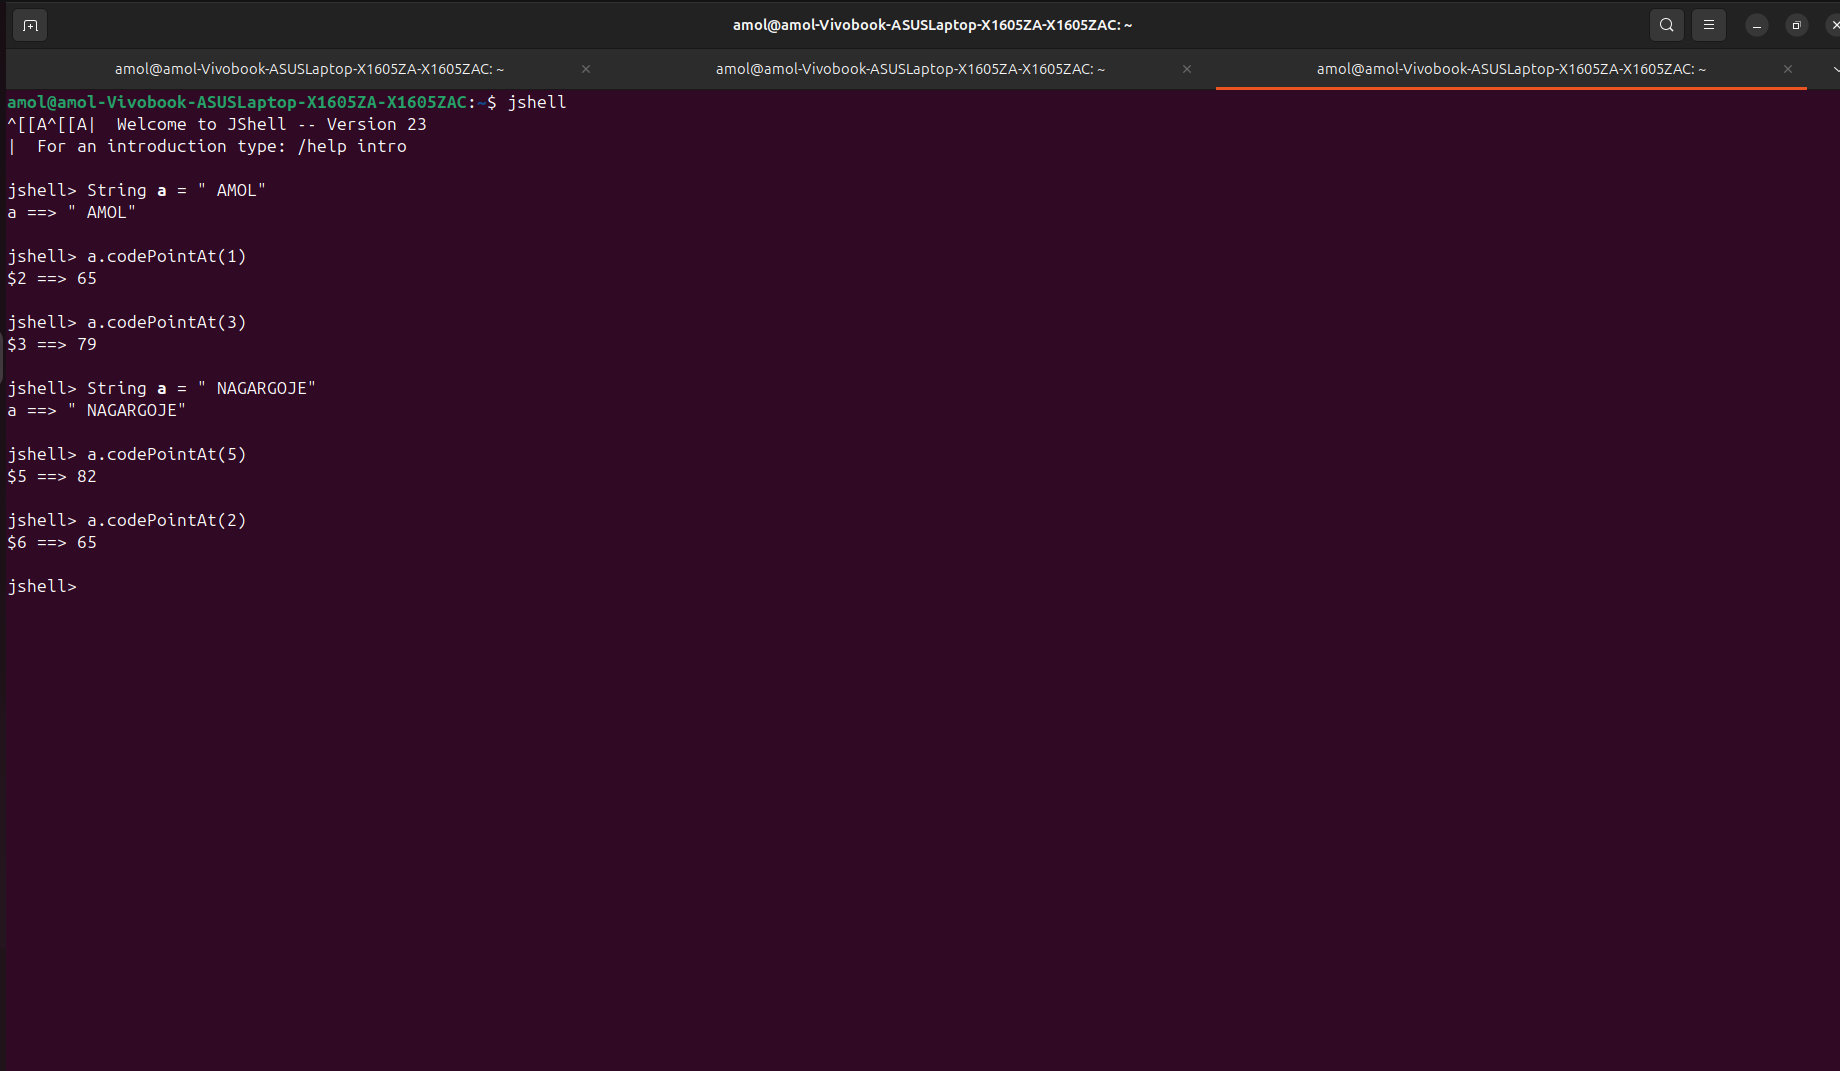 amol@amol-Vivobook-ASUSLaptop-X1605ZA-X1605ZAC: ~
amol@amol-Vivobook-ASUSLaptop-X1605ZA-X1605ZAC: ~
amol@amol-Vivobook-ASUSLaptop-X1605ZA-X1605ZAC: ~
amol@amol-Vivobook-ASUSLaptop-X1605ZA-X1605ZAC: ~
amol@amol-Vivobook-ASUSLaptop-X1605ZA-X1605ZAC:~$ jshell
^[[A^[[A|  Welcome to JShell -- Version 23
|  For an introduction type: /help intro
jshell> String a = " AMOL"
a ==> " AMOL"
jshell> a.codePointAt(1)
$2 ==> 65
jshell> a.codePointAt(3)
$3 ==> 79
jshell> String a = " NAGARGOJE"
a ==> " NAGARGOJE"
jshell> a.codePointAt(5)
$5 ==> 82
jshell> a.codePointAt(2)
$6 ==> 65
jshell>